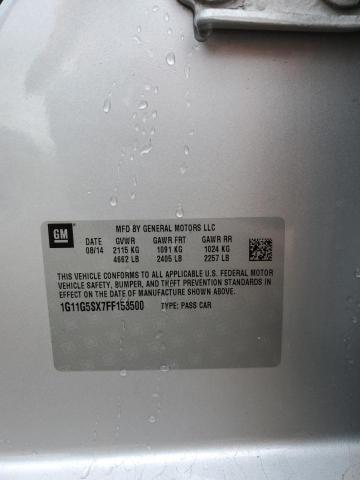 GM
MFD BY GENERAL MOTORS LLC
DATE GVWR GAWR FRT GAWR RR
08/14 2115 KG 1091 KG 1024 KG
4662 LB 2405 LB 2257 LB
THIS VEHICLE CONFORMS TO ALL APPLICABLE U.S. FEDERAL MOTOR
VEHICLE SAFETY, BUMPER, AND THEFT PREVENTION STANDARDS IN
EFFECT ON THE DATE OF MANUFACTURE SHOWN ABOVE.
1G11G5SX7FF153500 TYPE: PASS CAR